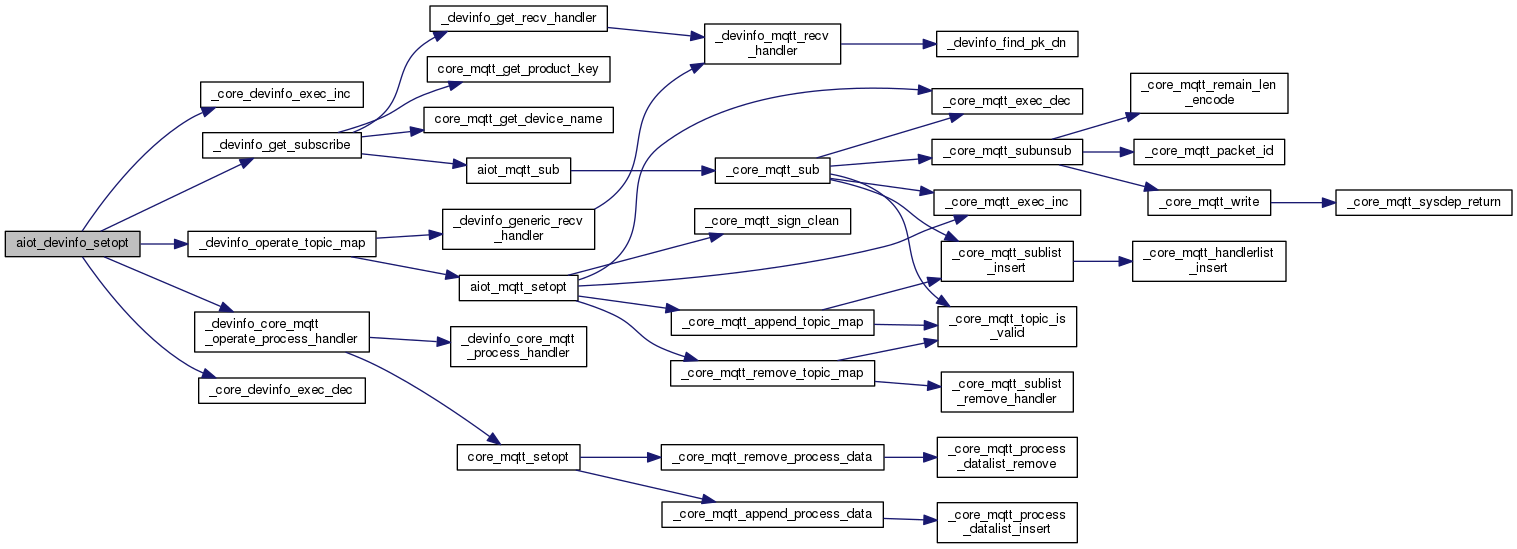 aiot_devinfo_setopt
_core_devinfo_exec_inc
_devinfo_get_subscribe
_devinfo_operate_topic_map
_devinfo_core_mqtt
_operate_process_handler
_core_devinfo_exec_dec
_devinfo_get_recv_handler
core_mqtt_get_product_key
core_mqtt_get_device_name
aiot_mqtt_sub
_devinfo_generic_recv
_handler
aiot_mqtt_setopt
_devinfo_core_mqtt
_process_handler
core_mqtt_setopt
_devinfo_mqtt_recv
_handler
_core_mqtt_sub
_core_mqtt_sign_clean
_core_mqtt_append_topic_map
_core_mqtt_remove_topic_map
_core_mqtt_remove_process_data
_core_mqtt_append_process_data
_devinfo_find_pk_dn
_core_mqtt_exec_dec
_core_mqtt_subunsub
_core_mqtt_exec_inc
_core_mqtt_sublist
_insert
_core_mqtt_topic_is
_valid
_core_mqtt_sublist
_remove_handler
_core_mqtt_process
_datalist_remove
_core_mqtt_process
_datalist_insert
_core_mqtt_remain_len
_encode
_core_mqtt_packet_id
_core_mqtt_write
_core_mqtt_handlerlist
_insert
_core_mqtt_sysdep_return